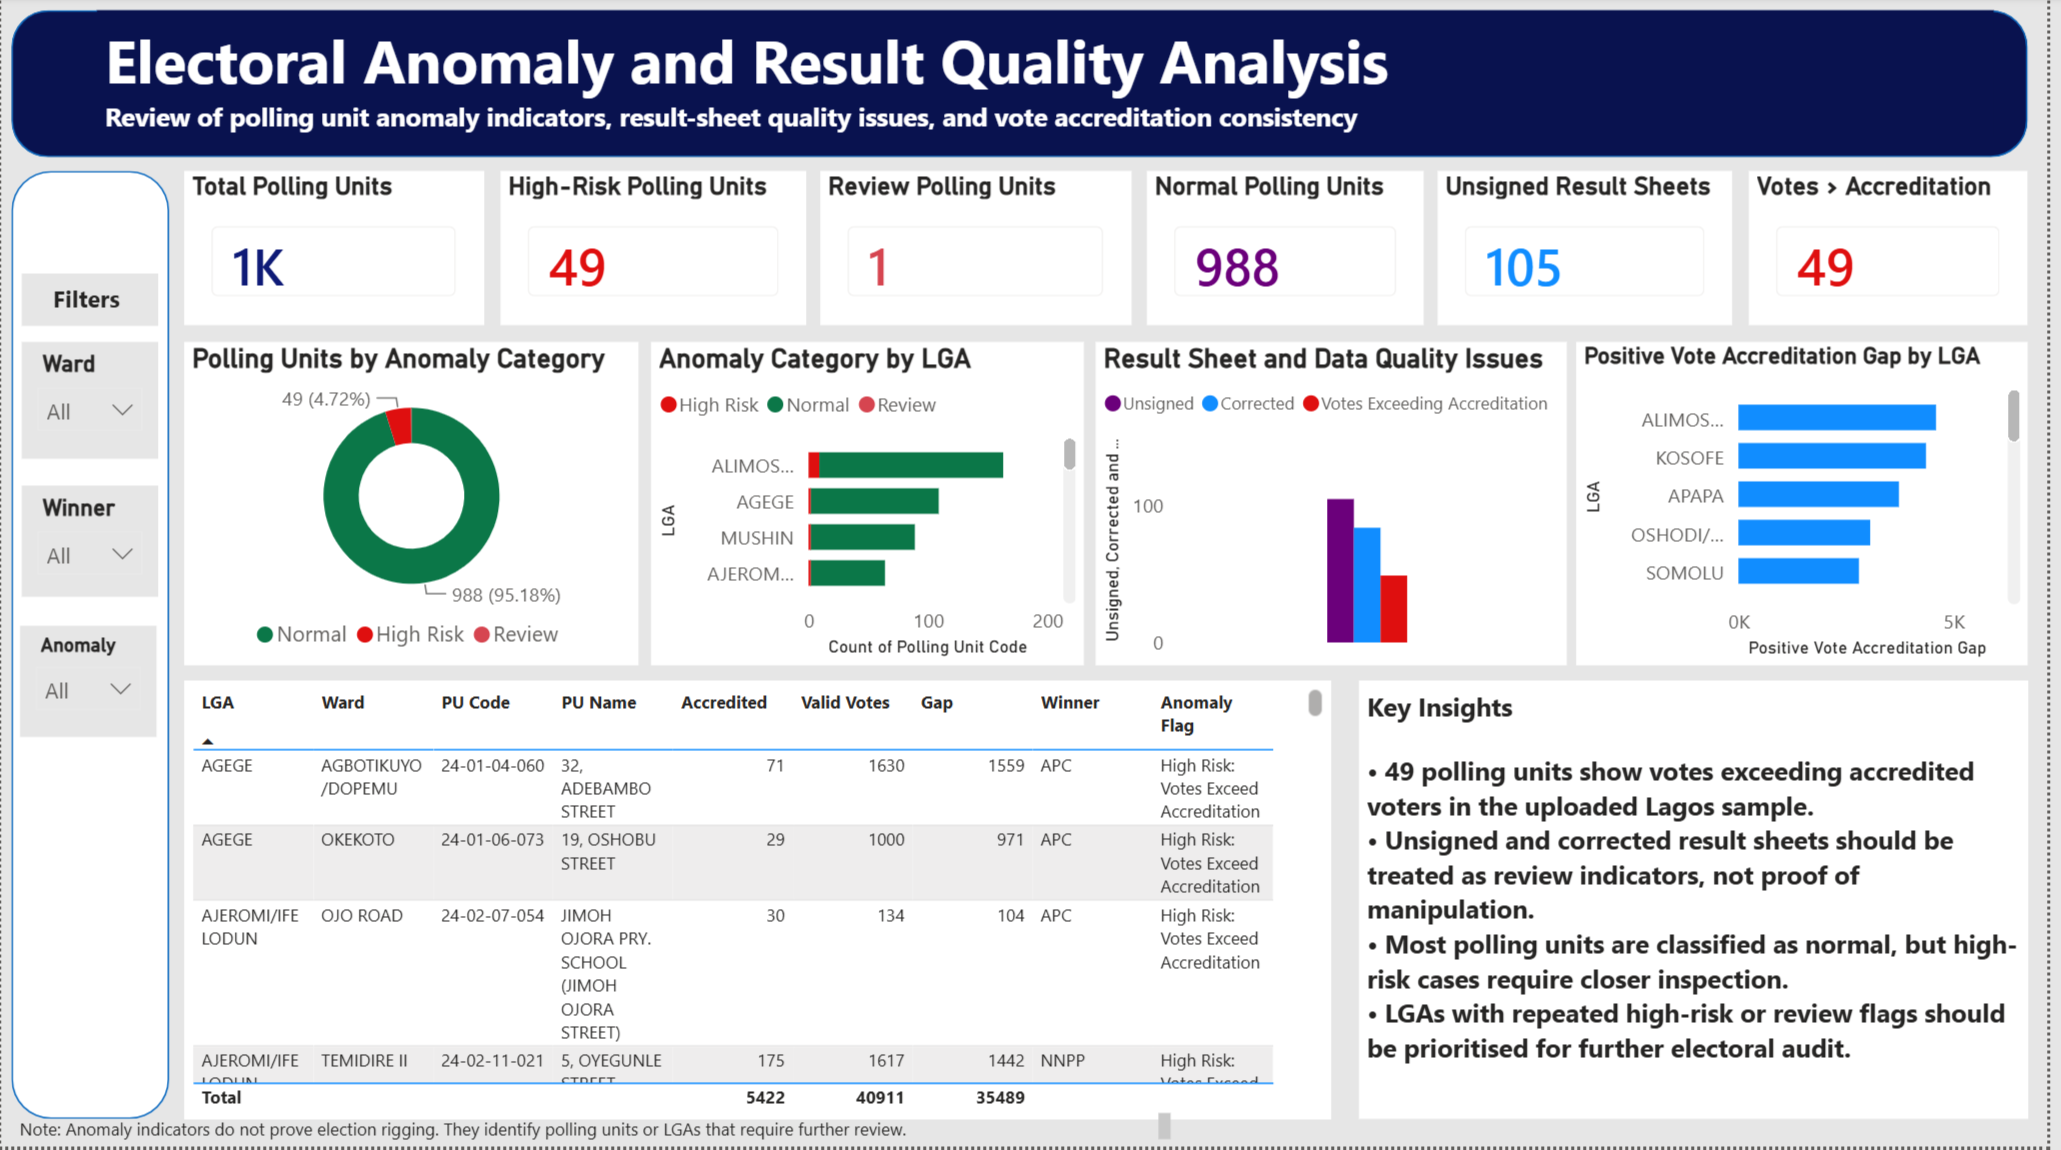 Electoral Anomaly and Result Quality Analysis
Review of polling unit anomaly indicators, result-sheet quality issues, and vote accreditation consistency
Filters
Ward
All
Winner
All
Anomaly
All
Total Polling Units
1K
High-Risk Polling Units
49
Review Polling Units
1
Normal Polling Units
988
Unsigned Result Sheets
105
Votes > Accreditation
49
Polling Units by Anomaly Category
49 (4.72%)
988 (95.18%)
Normal High Risk Review
Anomaly Category by LGA
High Risk Normal Review
LGA
ALIMOS...
AGEGE
MUSHIN
AJEROM...
0 100 200
Count of Polling Unit Code
Result Sheet and Data Quality Issues
Unsigned Corrected Votes Exceeding Accreditation
Unsigned, Corrected and ...
100
0
Positive Vote Accreditation Gap by LGA
LGA
ALIMOS...
KOSOFE
APAPA
OSHODI/...
SOMOLU
0K 5K
Positive Vote Accreditation Gap
LGA Ward PU Code PU Name Accredited Valid Votes Gap Winner Anomaly
Flag
AGEGE AGBOTIKUYO 24-01-04-060 32, 71 1630 1559 APC High Risk:
/DOPEMU ADEBAMBO Votes Exceed
STREET Accreditation
AGEGE OKEKOTO 24-01-06-073 19, OSHOBU 29 1000 971 APC High Risk:
STREET Votes Exceed
Accreditation
AJEROMI/IFE OJO ROAD 24-02-07-054 JIMOH 30 134 104 APC High Risk:
LODUN OJORA PRY. Votes Exceed
SCHOOL Accreditation
(JIMOH
OJORA
STREET)
AJEROMI/IFE TEMIDIRE II 24-02-11-021 5, OYEGUNLE 175 1617 1442 NNPP High Risk:
LODUN STREET Votes Exceed
Total 5422 40911 35489
Key Insights
• 49 polling units show votes exceeding accredited
voters in the uploaded Lagos sample.
• Unsigned and corrected result sheets should be
treated as review indicators, not proof of
manipulation.
• Most polling units are classified as normal, but high-
risk cases require closer inspection.
• LGAs with repeated high-risk or review flags should
be prioritised for further electoral audit.
Note: Anomaly indicators do not prove election rigging. They identify polling units or LGAs that require further review.